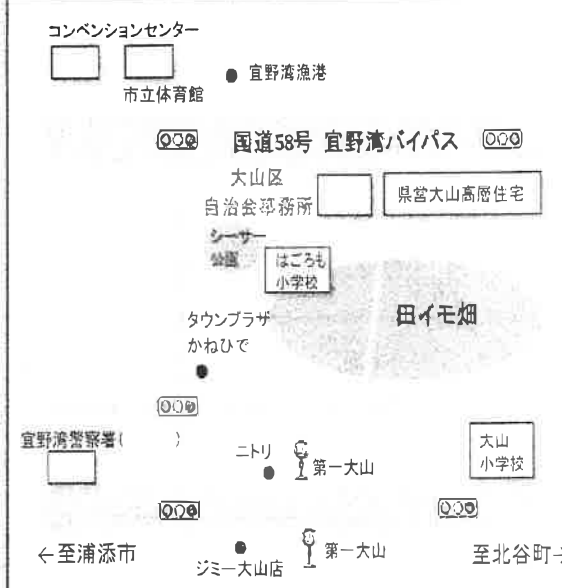 コンベンションセンター
市立体育館
宜野湾漁港
国道58号 宜野湾バイパス
大山区
自治会事務所
県営大山高層住宅
シーサー
公園
はごろも
小学校
田イモ畑
タウンプラザ
かねひで
宜野湾警察署(　　　)
ニトリ
第一大山
大山
小学校
←至浦添市
ジミー大山店
第一大山
至北谷町→